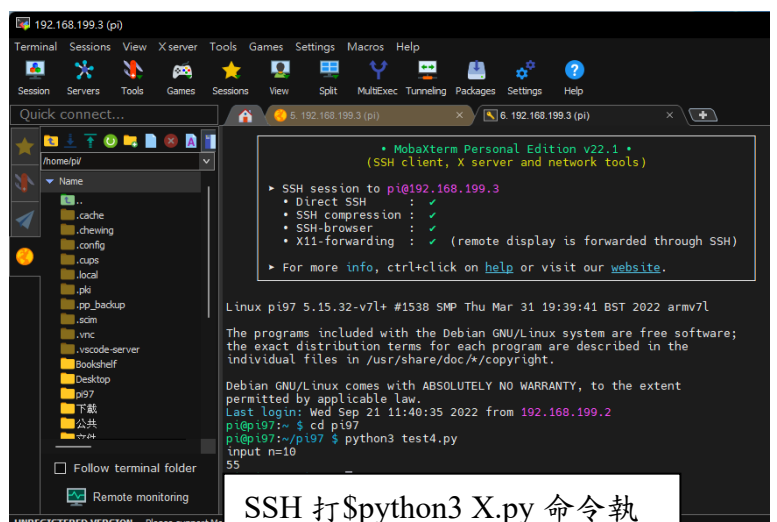 192.168.199.3 (pi)
Terminal Sessions View X server Tools Games Settings Macros Help
Session Servers Tools Games Sessions View Split MultiExec Tunneling Packages Settings Help
Quick connect...
5. 192.168.199.3 (pi)
6. 192.168.199.3 (pi)
/home/pi/
Name
..
.cache
.chewing
.config
.cups
.local
.pki
.pp_backup
.scim
.vnc
.vscode-server
Bookshelf
Desktop
pi97
下載
公共
文件
Follow terminal folder
Remote monitoring
• MobaXterm Personal Edition v22.1 •
(SSH client, X server and network tools)
➤ SSH session to pi@192.168.199.3
• Direct SSH : ✔
• SSH compression : ✔
• SSH-browser : ✔
• X11-forwarding : ✔ (remote display is forwarded through SSH)
➤ For more info, ctrl+click on help or visit our website.
Linux pi97 5.15.32-v7l+ #1538 SMP Thu Mar 31 19:39:41 BST 2022 armv7l
The programs included with the Debian GNU/Linux system are free software;
the exact distribution terms for each program are described in the
individual files in /usr/share/doc/*/copyright.
Debian GNU/Linux comes with ABSOLUTELY NO WARRANTY, to the extent
permitted by applicable law.
Last login: Wed Sep 21 11:40:35 2022 from 192.168.199.2
pi@pi97:~ $ cd pi97
pi@pi97:~/pi97 $ python3 test4.py
input n=10
55
SSH 打$python3 X.py 命令執
UNREGISTERED VERSION